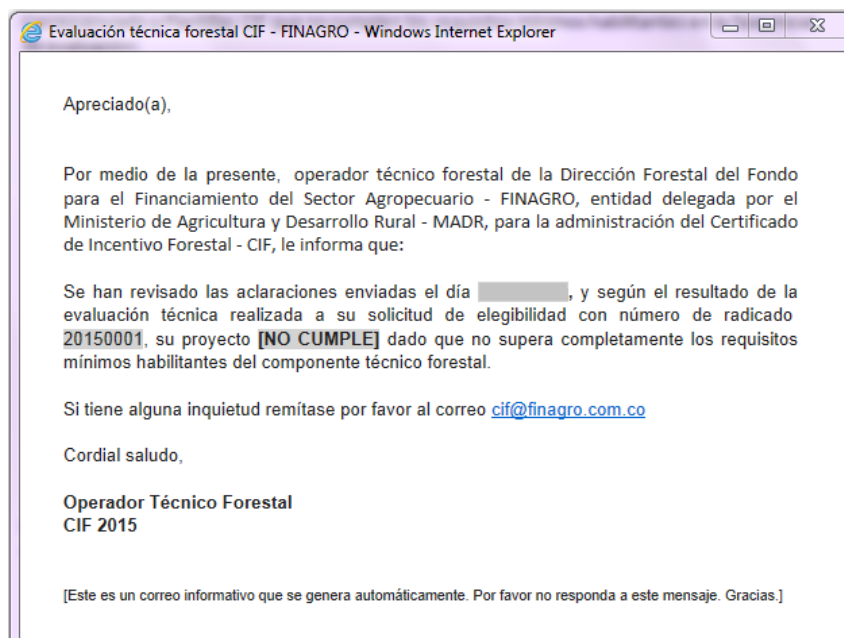 Evaluación técnica forestal CIF - FINAGRO - Windows Internet Explorer
Apreciado(a),
Por medio de la presente, operador técnico forestal de la Dirección Forestal del Fondo
para el Financiamiento del Sector Agropecuario - FINAGRO, entidad delegada por el
Ministerio de Agricultura y Desarrollo Rural - MADR, para la administración del Certificado
de Incentivo Forestal - CIF, le informa que:
Se han revisado las aclaraciones enviadas el día , y según el resultado de la
evaluación técnica realizada a su solicitud de elegibilidad con número de radicado
20150001, su proyecto [NO CUMPLE] dado que no supera completamente los requisitos
mínimos habilitantes del componente técnico forestal.
Si tiene alguna inquietud remítase por favor al correo cif@finagro.com.co
Cordial saludo,
Operador Técnico Forestal
CIF 2015
[Este es un correo informativo que se genera automáticamente. Por favor no responda a este mensaje. Gracias.]